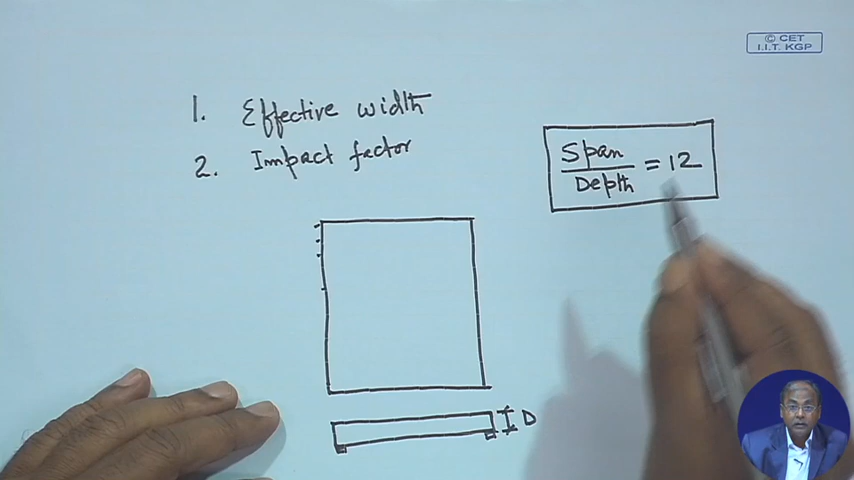 © CET
I.I.T. KGP
1. Effective width
2. Impact factor
Span
Depth
= 12
D